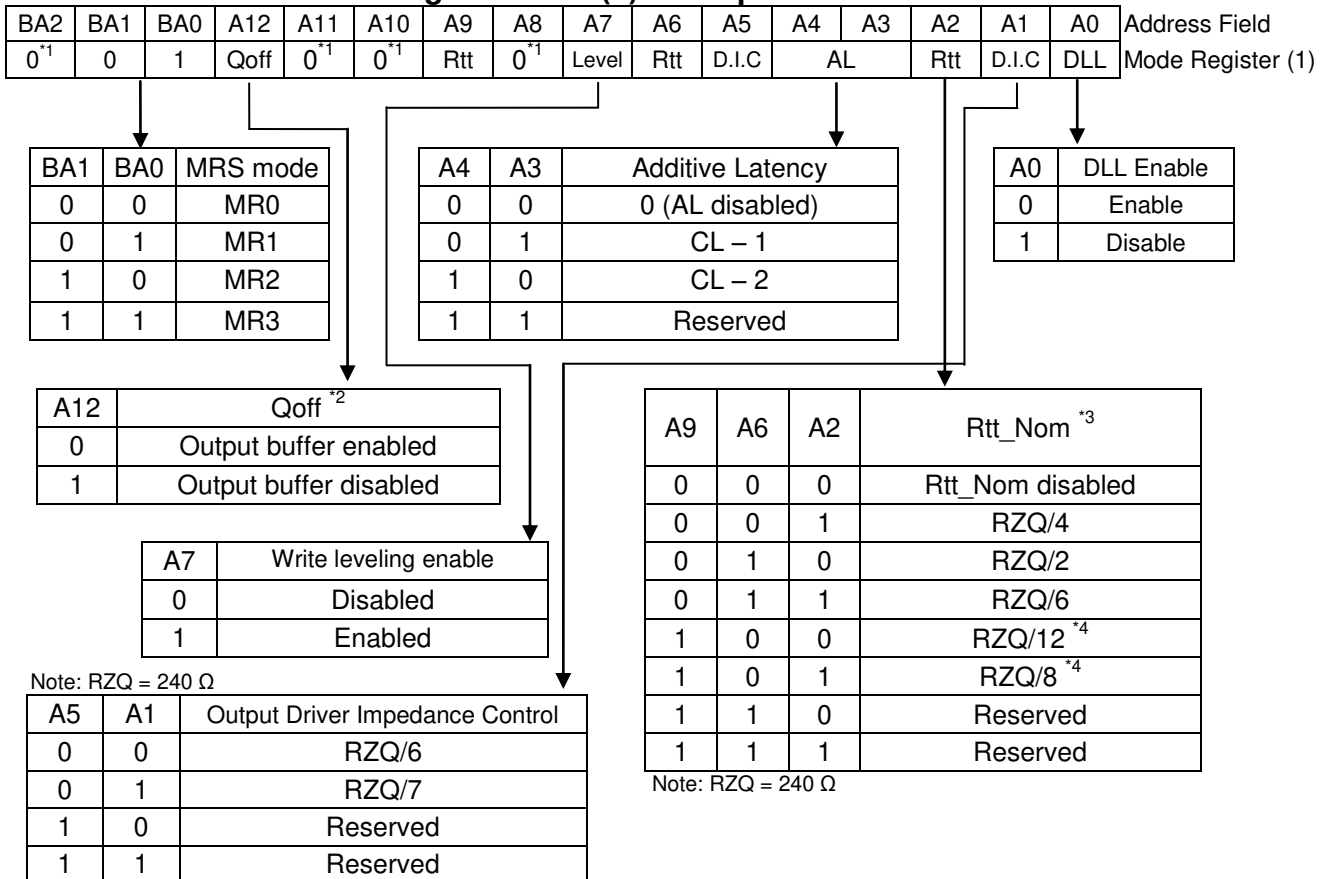 BA2 BA1 BA0 A12 A11 A10 A9 A8 A7 A6 A5 A4 A3 A2 A1 A0 Address Field
0*1 0 1 Qoff 0*1 0*1 Rtt 0*1 Level Rtt D.I.C AL Rtt D.I.C DLL Mode Register (1)
BA1 BA0 MRS mode
0 0 MR0
0 1 MR1
1 0 MR2
1 1 MR3
A4 A3 Additive Latency
0 0 0 (AL disabled)
0 1 CL – 1
1 0 CL – 2
1 1 Reserved
A0 DLL Enable
0 Enable
1 Disable
A12 Qoff *2
0 Output buffer enabled
1 Output buffer disabled
A9 A6 A2 Rtt_Nom *3
0 0 0 Rtt_Nom disabled
0 0 1 RZQ/4
0 1 0 RZQ/2
0 1 1 RZQ/6
1 0 0 RZQ/12 *4
1 0 1 RZQ/8 *4
1 1 0 Reserved
1 1 1 Reserved
Note: RZQ = 240 Ω
A7 Write leveling enable
0 Disabled
1 Enabled
Note: RZQ = 240 Ω
A5 A1 Output Driver Impedance Control
0 0 RZQ/6
0 1 RZQ/7
1 0 Reserved
1 1 Reserved